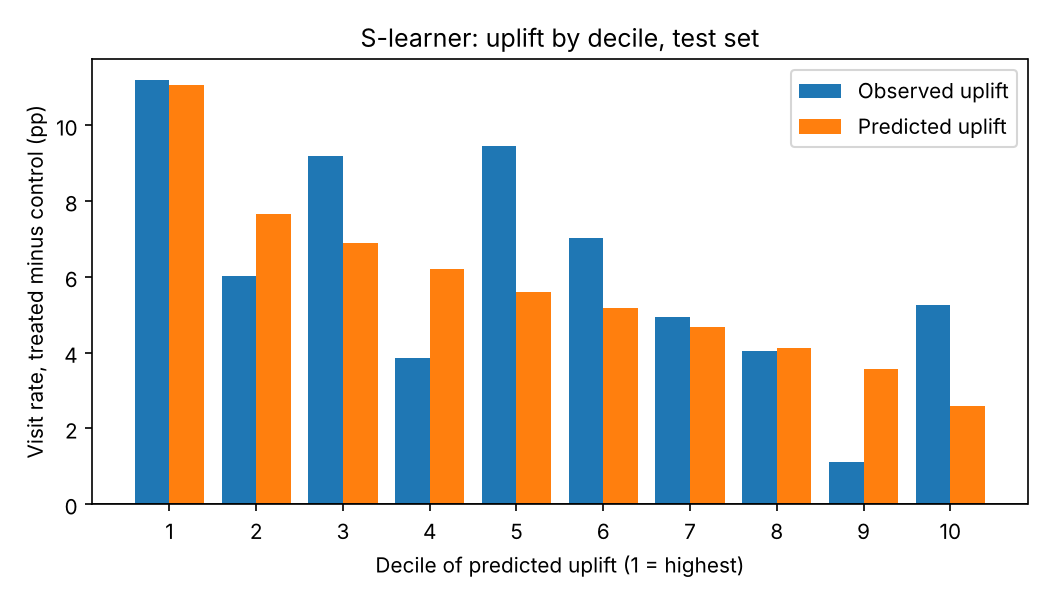 S-learner: uplift by decile, test set
Observed uplift
Predicted uplift
Visit rate, treated minus control (pp)
10
8
6
4
2
0
1 2 3 4 5 6 7 8 9 10
Decile of predicted uplift (1 = highest)